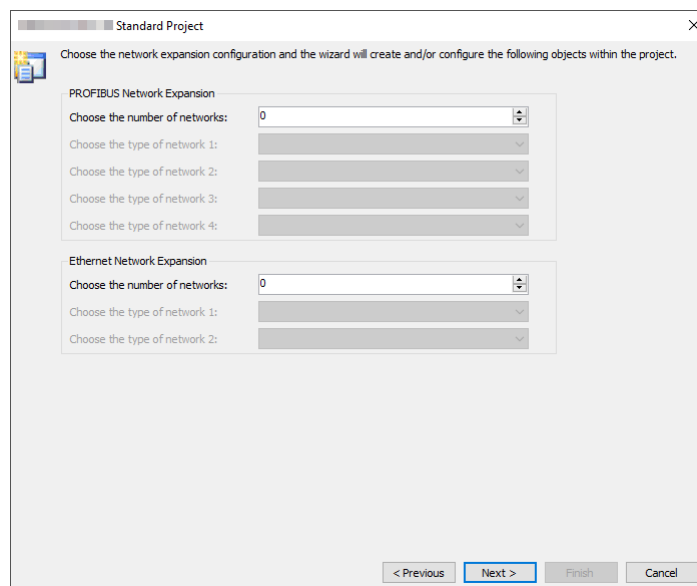 Standard Project
Choose the network expansion configuration and the wizard will create and/or configure the following objects within the project.
PROFIBUS Network Expansion
Choose the number of networks: 0
Choose the type of network 1:
Choose the type of network 2:
Choose the type of network 3:
Choose the type of network 4:
Ethernet Network Expansion
Choose the number of networks: 0
Choose the type of network 1:
Choose the type of network 2:
< Previous Next > Finish Cancel